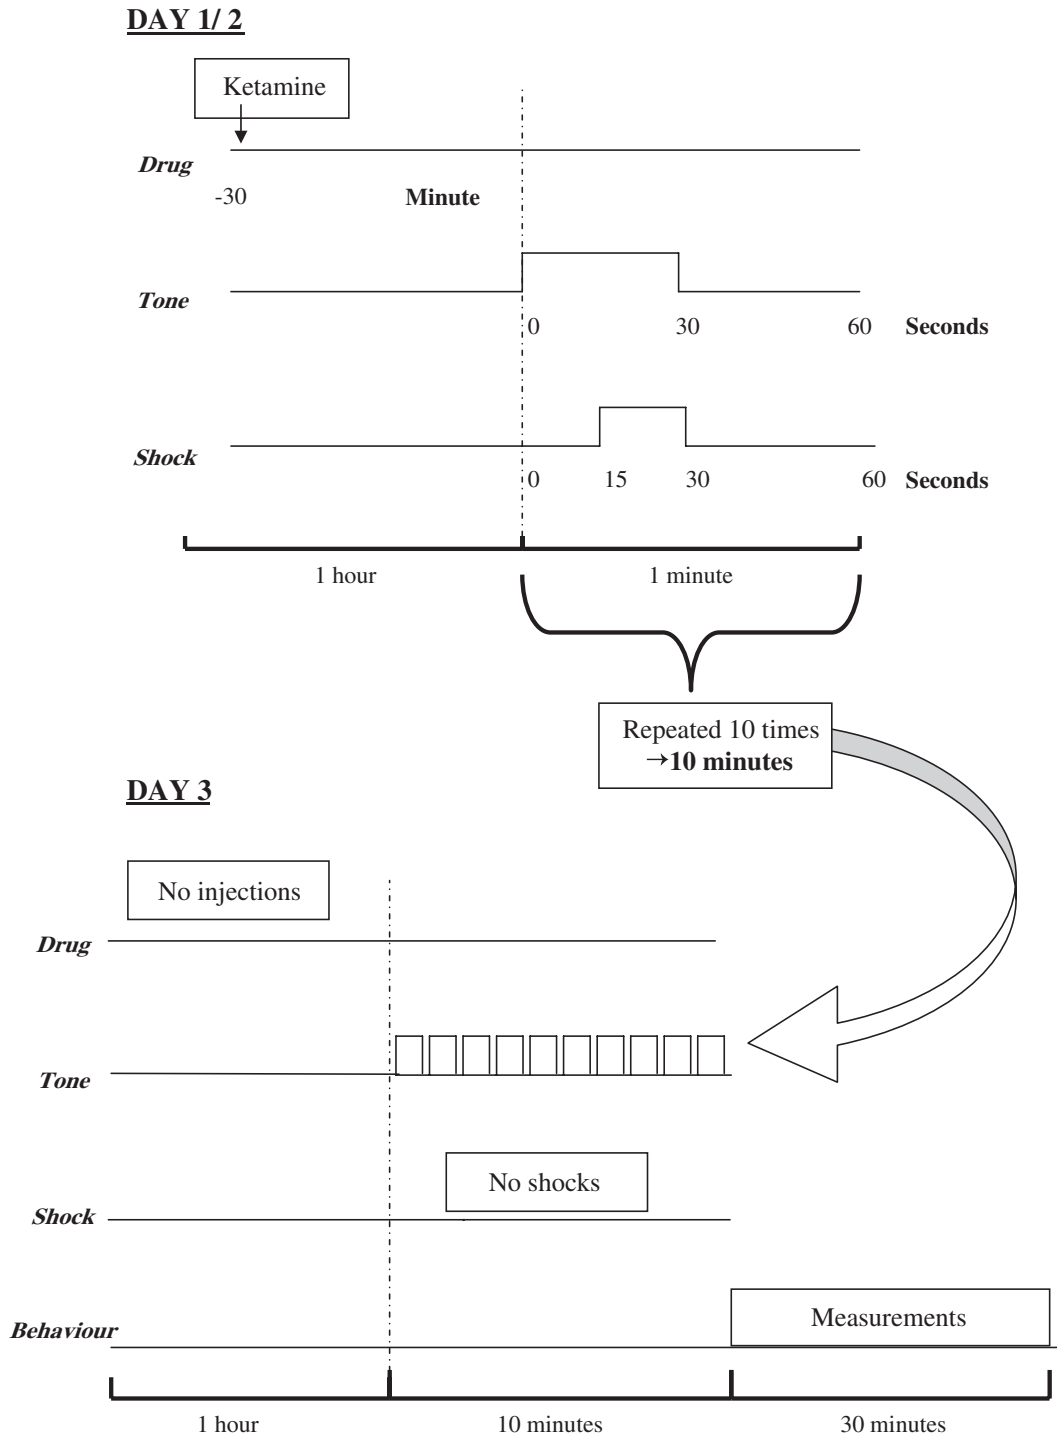 DAY 1/ 2
Ketamine
Drug
-30 Minute
Tone
0 30 60 Seconds
Shock
0 15 30 60 Seconds
1 hour 1 minute
Repeated 10 times
→10 minutes
DAY 3
No injections
Drug
Tone
No shocks
Shock
Measurements
Behaviour
1 hour 10 minutes 30 minutes